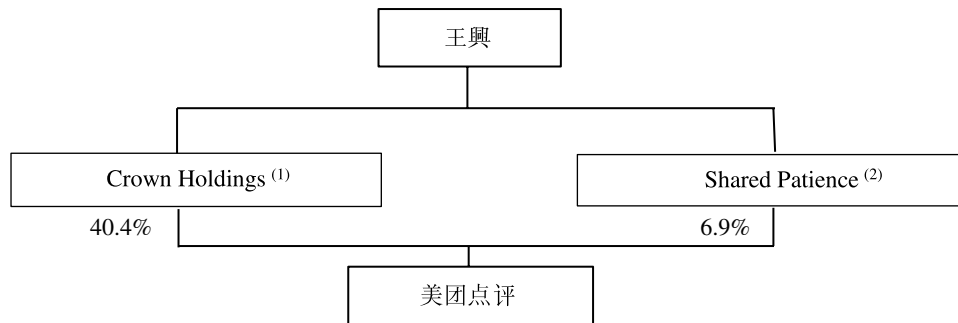 王興
Crown Holdings (1)
Shared Patience (2)
40.4%
6.9%
美团点评